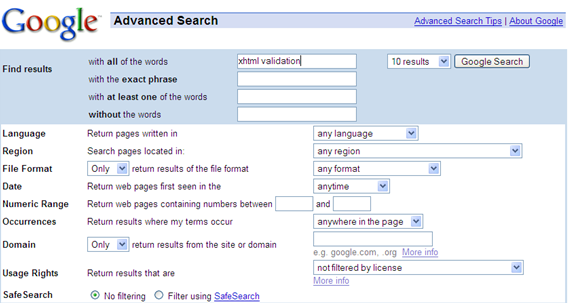 Google™ Advanced Search Advanced Search Tips | About Google
Find results with all of the words xhtml validation 10 results Google Search
with the exact phrase
with at least one of the words
without the words
Language Return pages written in any language
Region Search pages located in: any region
File Format Only return results of the file format any format
Date Return web pages first seen in the anytime
Numeric Range Return web pages containing numbers between and
Occurrences Return results where my terms occur anywhere in the page
Domain Only return results from the site or domain
e.g. google.com, .org More info
Usage Rights Return results that are not filtered by license
More info
SafeSearch No filtering Filter using SafeSearch